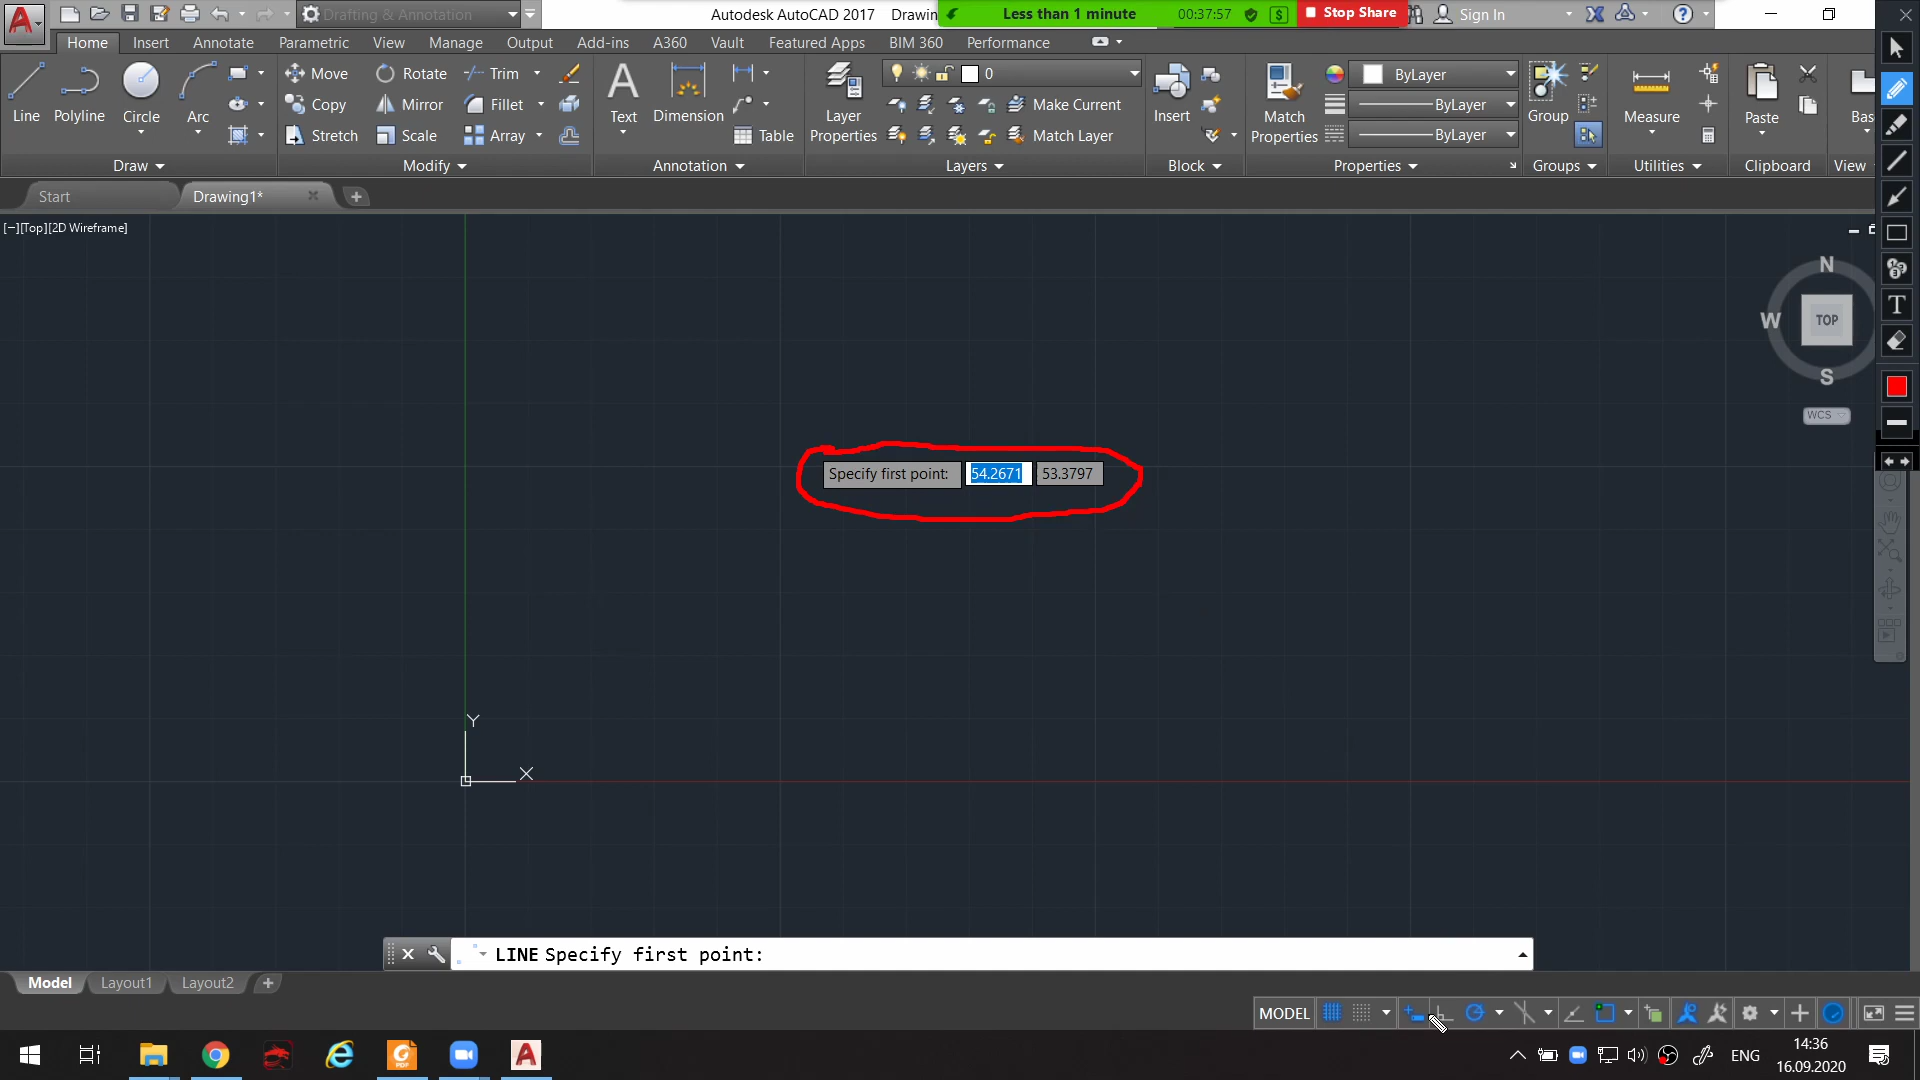 Drafting & Annotation
Autodesk AutoCAD 2017 Drawin
Less than 1 minute
00:37:57
Stop Share
Sign In
Home Insert Annotate Parametric View Manage Output Add-ins A360 Vault Featured Apps BIM 360 Performance
Line Polyline Circle Arc
Move Rotate Trim
Copy Mirror Fillet
Stretch Scale Array
Text Dimension
Table
Layer
Properties
0
Make Current
Match Layer
Insert
Match
Properties
ByLayer
ByLayer
ByLayer
Group
Measure
Paste
Bas
Draw Modify Annotation Layers Block Properties Groups Utilities Clipboard View
Start Drawing1*
[−][Top][2D Wireframe]
N
W TOP
S
WCS
Specify first point: 54.2671 53.3797
Y
X
LINE Specify first point:
Model Layout1 Layout2
MODEL
ENG
14:36
16.09.2020